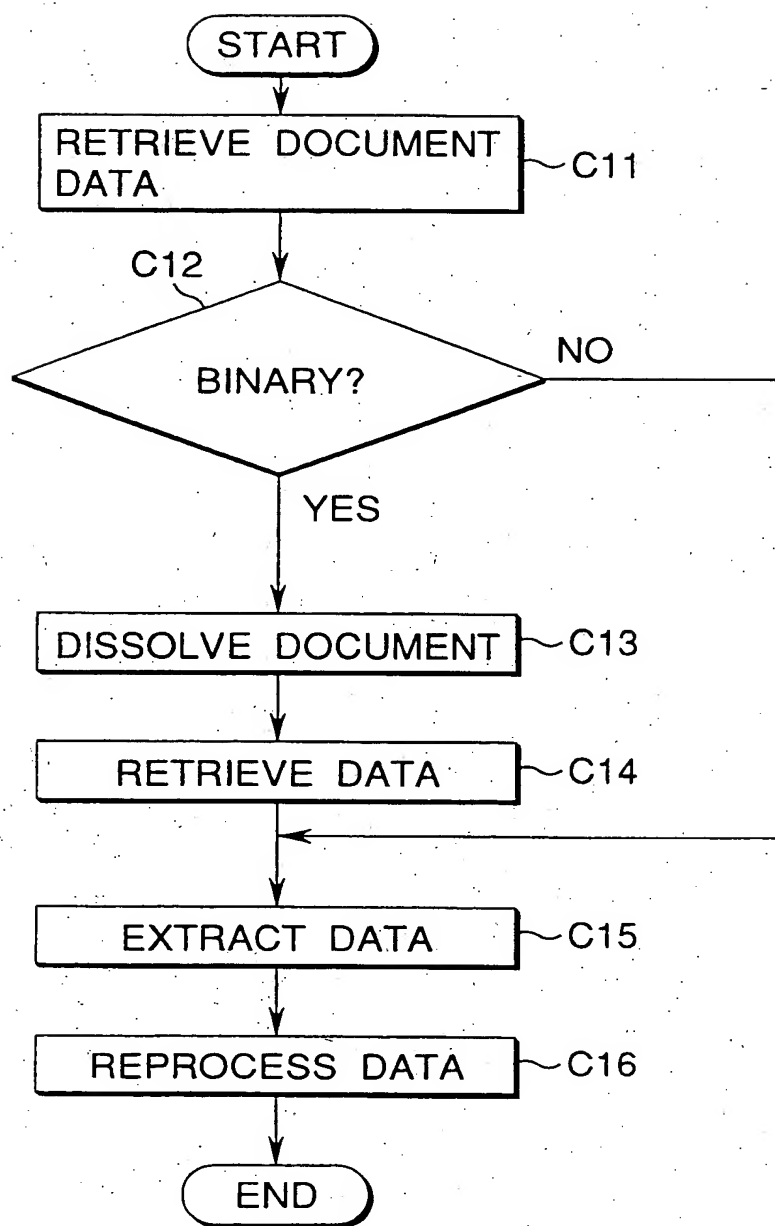 START
RETRIEVE DOCUMENT
DATA
C11
C12
BINARY?
NO
YES
DISSOLVE DOCUMENT
C13
RETRIEVE DATA
C14
EXTRACT DATA
C15
REPROCESS DATA
C16
END